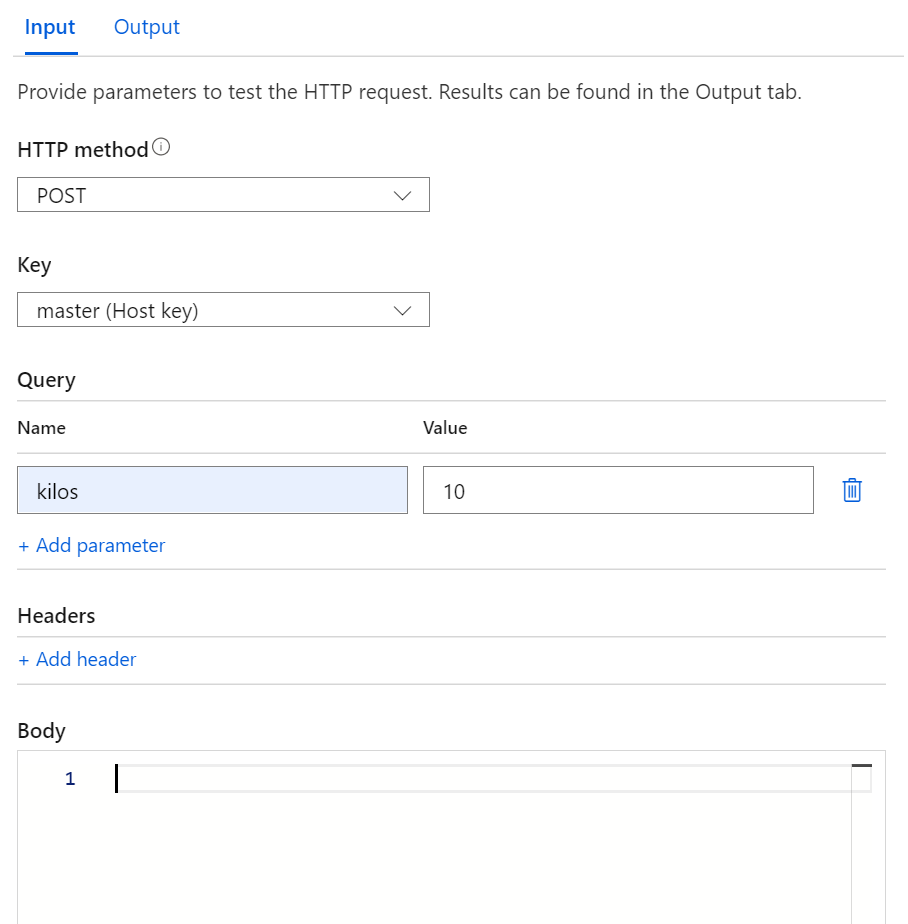 Input Output
Provide parameters to test the HTTP request. Results can be found in the Output tab.
HTTP method
POST
Key
master (Host key)
Query
Name Value
kilos 10
+ Add parameter
Headers
+ Add header
Body
1